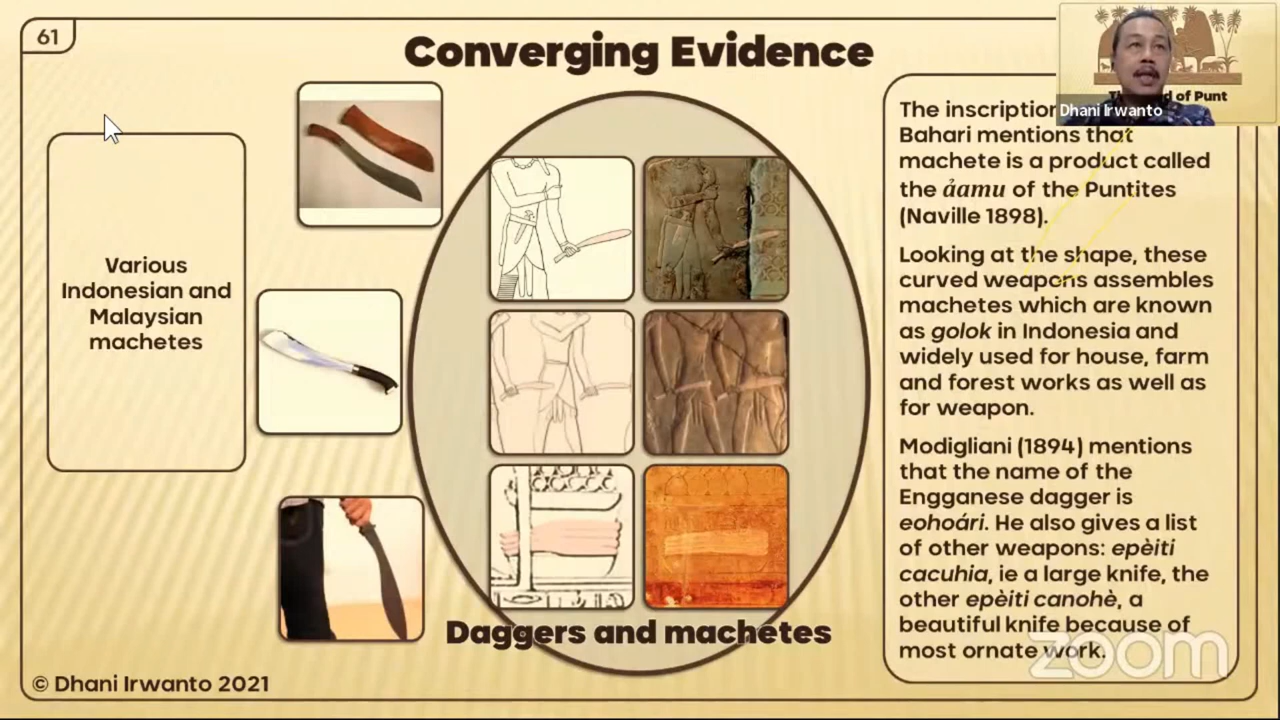 61
Converging Evidence
Dhani Irwanto
of Punt
Various
Indonesian and
Malaysian
machetes
The inscription
Bahari mentions that
machete is a product called
the ảamu of the Puntites
(Naville 1898).
Looking at the shape, these
curved weapons assembles
machetes which are known
as golok in Indonesia and
widely used for house, farm
and forest works as well as
for weapon.
Modigliani (1894) mentions
that the name of the
Engganese dagger is
eohoári. He also gives a list
of other weapons: epèiti
cacuhia, ie a large knife, the
other epèiti canohè, a
beautiful knife because of
most ornate work.
Daggers and machetes
zoom
© Dhani Irwanto 2021